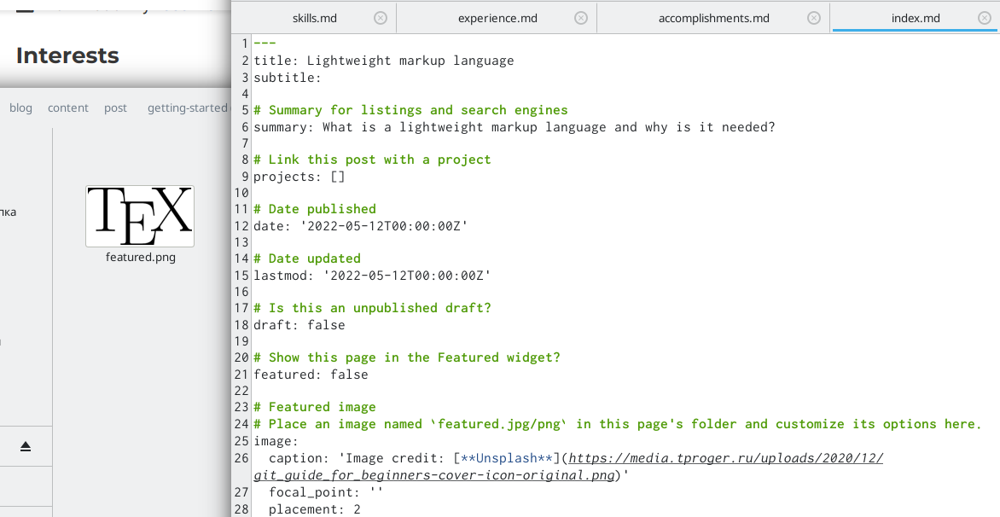 Interests
blog content post getting-started
пка
TEX
featured.png
skills.md experience.md accomplishments.md index.md
1 ---
2 title: Lightweight markup language
3 subtitle:
4
5 # Summary for listings and search engines
6 summary: What is a lightweight markup language and why is it needed?
7
8 # Link this post with a project
9 projects: []
10
11 # Date published
12 date: '2022-05-12T00:00:00Z'
13
14 # Date updated
15 lastmod: '2022-05-12T00:00:00Z'
16
17 # Is this an unpublished draft?
18 draft: false
19
20 # Show this page in the Featured widget?
21 featured: false
22
23 # Featured image
24 # Place an image named `featured.jpg/png` in this page's folder and customize its options here.
25 image:
26 caption: 'Image credit: [**Unsplash**](https://media.tproger.ru/uploads/2020/12/
git_guide_for_beginners-cover-icon-original.png)'
27 focal_point: ''
28 placement: 2